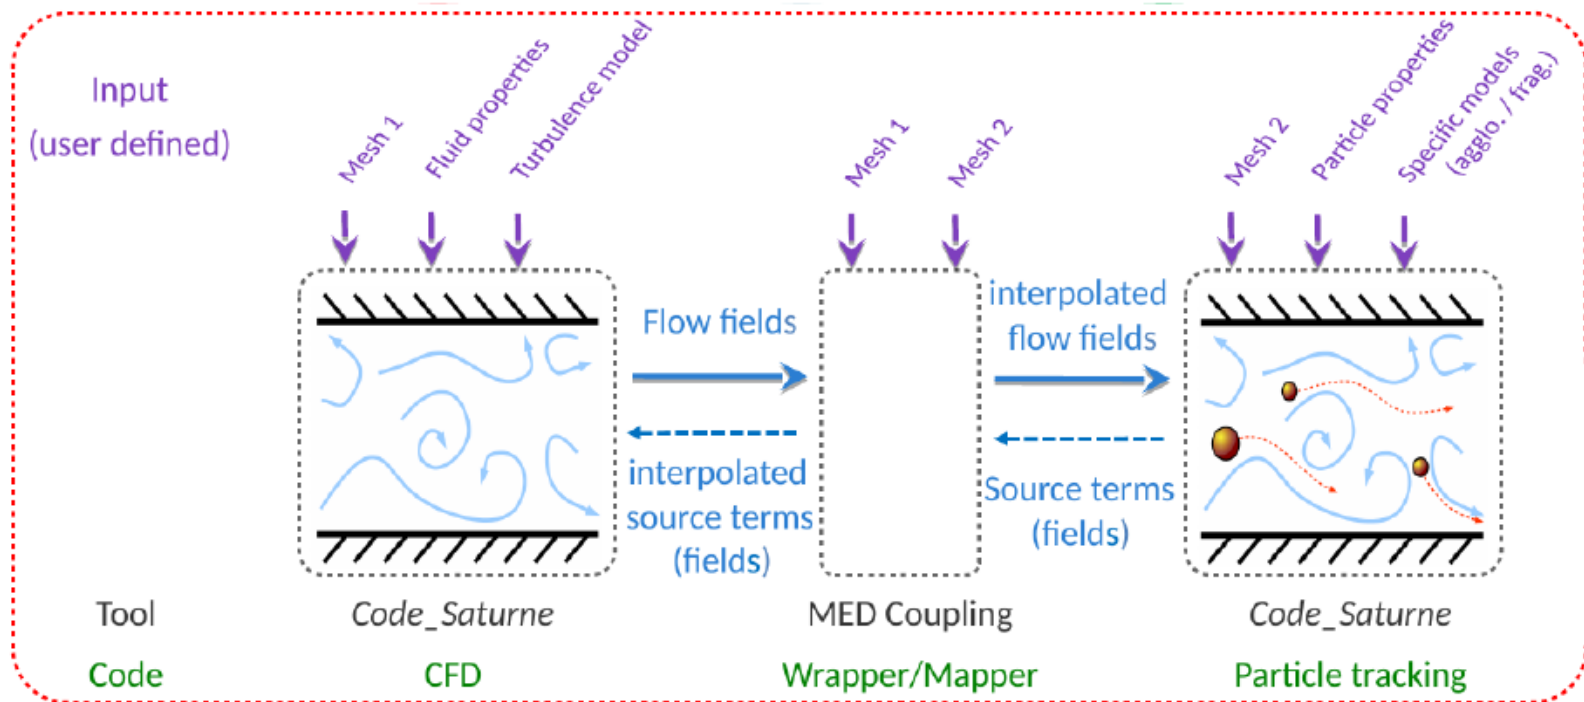 Input
(user defined)
Mesh 1
Fluid properties
Turbulence model
Mesh 1
Mesh 2
Mesh 2
Particle properties
Specific models
(agglo. / frag.)
Flow fields
interpolated
source terms
(fields)
interpolated
flow fields
Source terms
(fields)
Tool
Code_Saturne
MED Coupling
Code_Saturne
Code
CFD
Wrapper/Mapper
Particle tracking